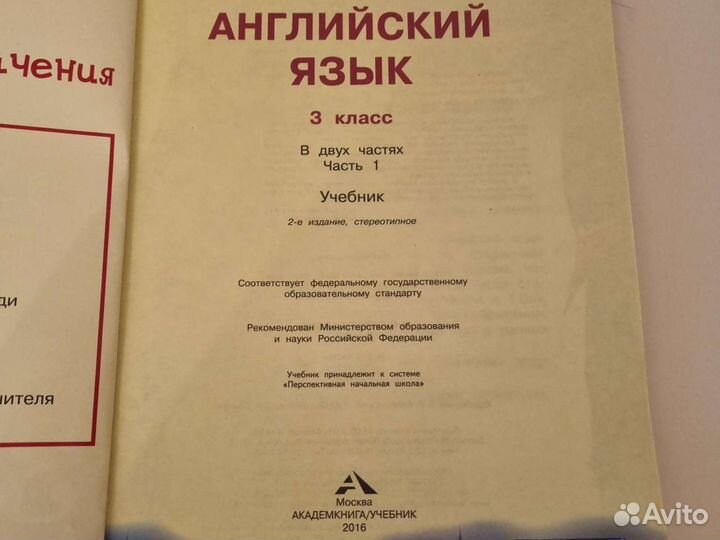 чения
ди
чителя
АНГЛИЙСКИЙ
ЯЗЫК
3 класс
В двух частях
Часть 1
Учебник
2-е издание, стереотипное
Соответствует федеральному государственному
образовательному стандарту
Рекомендован Министерством образования
и науки Российской Федерации
Учебник принадлежит к системе
«Перспективная начальная школа»
Москва
АКАДЕМКНИГА/УЧЕБНИК
2016
Avito